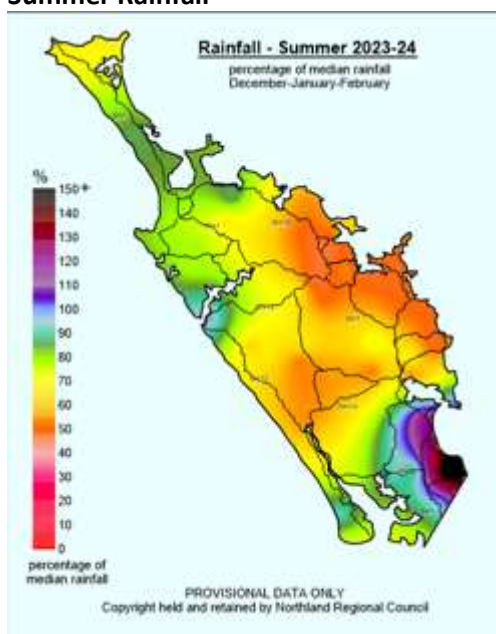 Summer Rainfall
Rainfall - Summer 2023-24
percentage of median rainfall
December-January-February
%
150+
140
130
120
110
100
90
80
70
60
50
40
30
20
10
0
percentage of
median rainfall
PROVISIONAL DATA ONLY
Copyright held and retained by Northland Regional Council